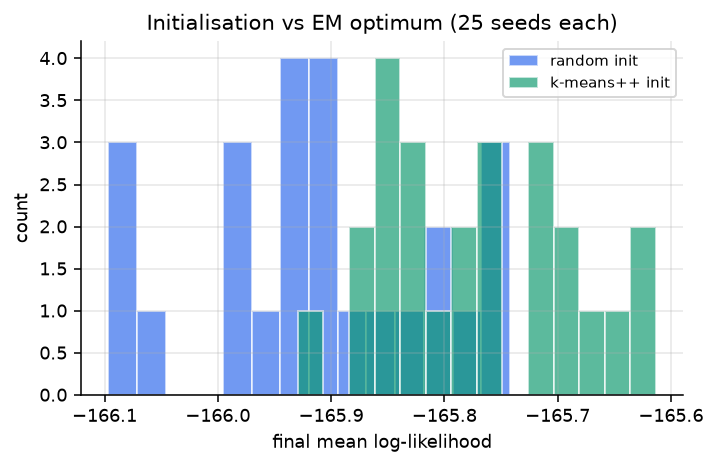 Initialisation vs EM optimum (25 seeds each)
random init
k-means++ init
count
4.0
3.5
3.0
2.5
2.0
1.5
1.0
0.5
0.0
−166.1 −166.0 −165.9 −165.8 −165.7 −165.6
final mean log-likelihood